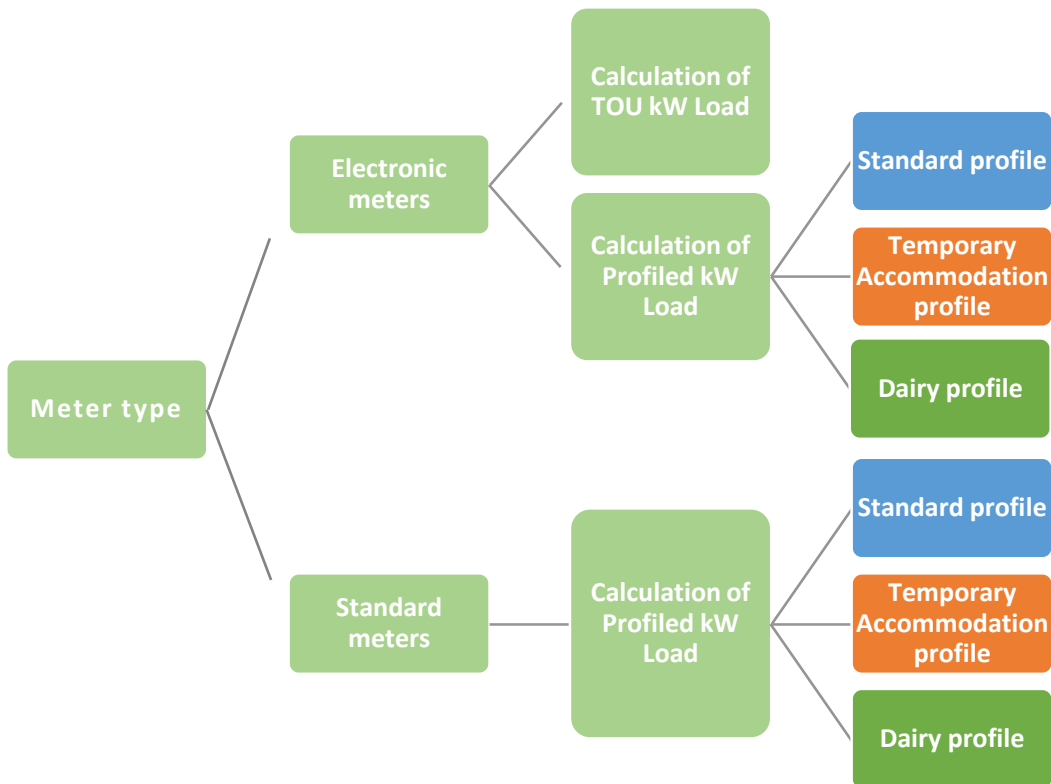 Meter type
Electronic
meters
Calculation of
TOU kW Load
Calculation of
Profiled kW
Load
Standard profile
Temporary
Accommodation
profile
Dairy profile
Standard
meters
Calculation of
Profiled kW
Load
Standard profile
Temporary
Accommodation
profile
Dairy profile